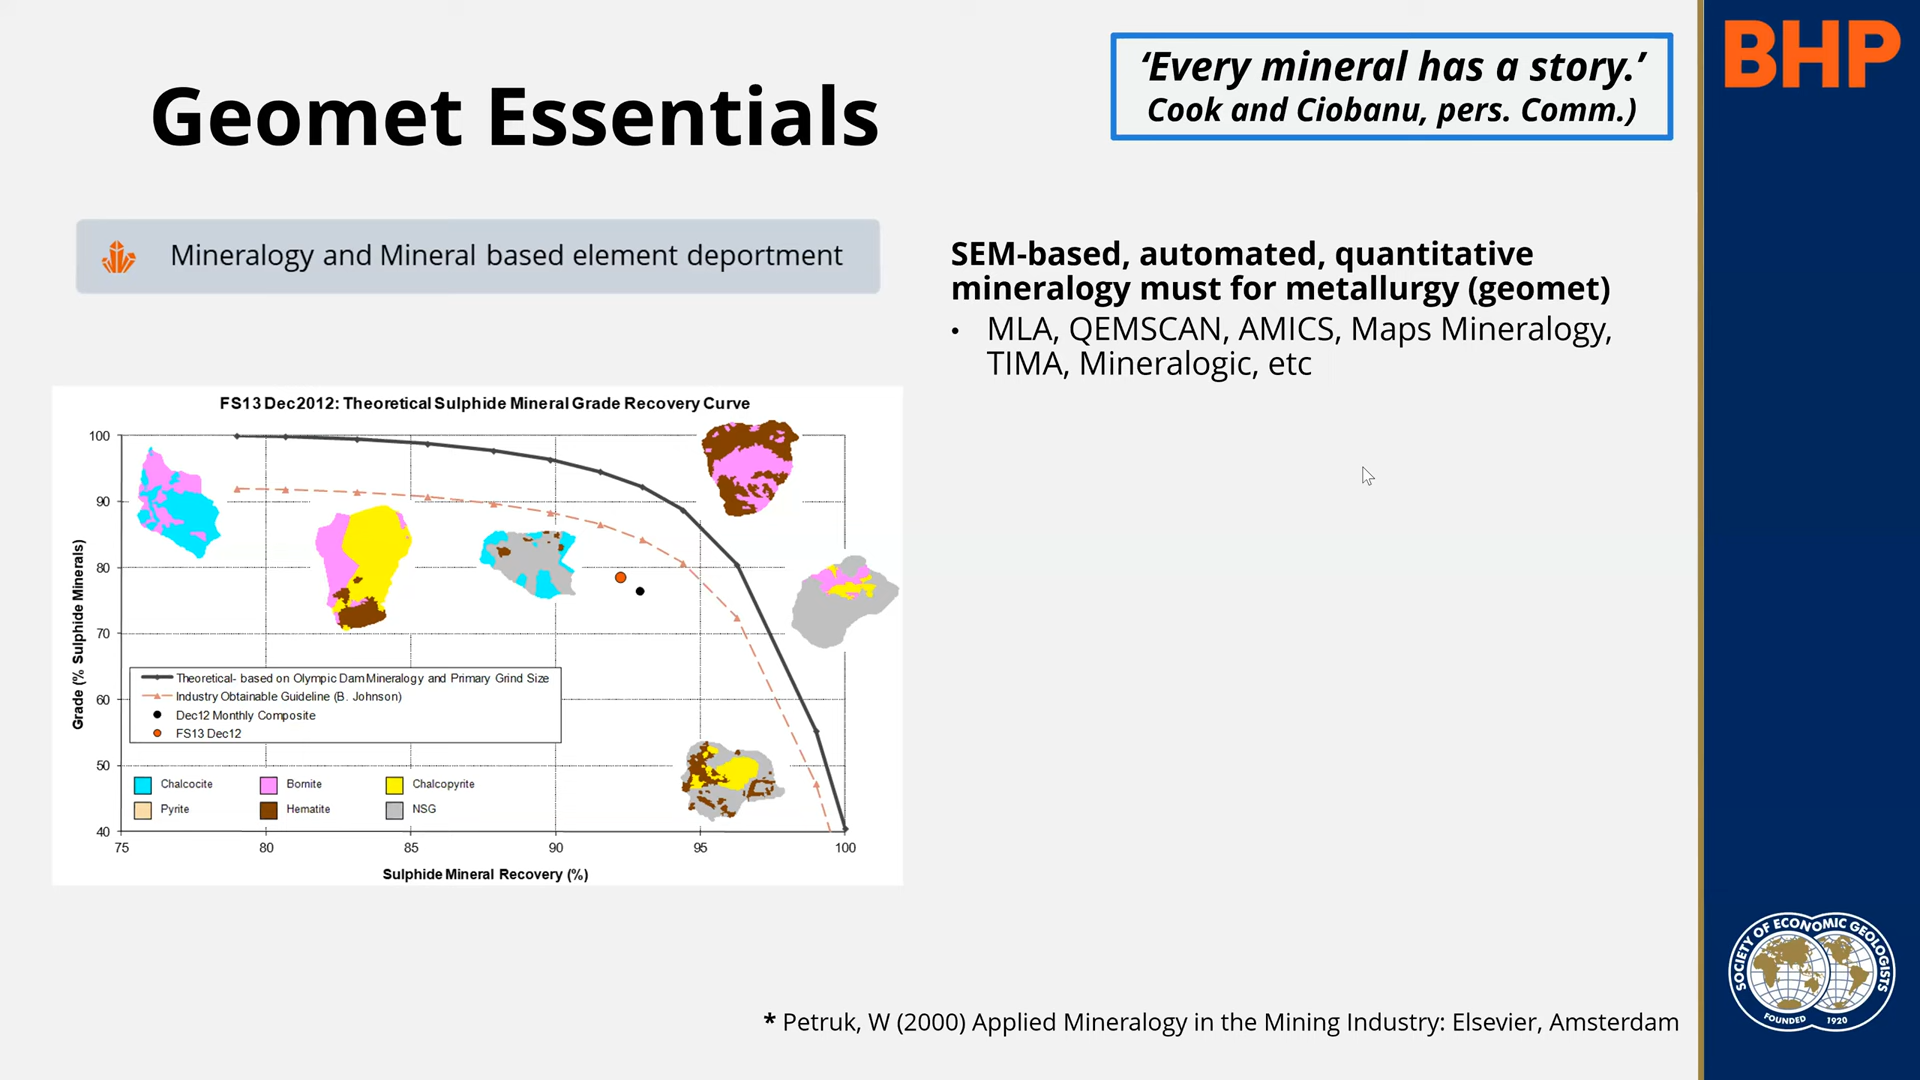 Geomet Essentials
‘Every mineral has a story.’
Cook and Ciobanu, pers. Comm.)
BHP
Mineralogy and Mineral based element deportment
SEM-based, automated, quantitative
mineralogy must for metallurgy (geomet)
• MLA, QEMSCAN, AMICS, Maps Mineralogy,
TIMA, Mineralogic, etc
FS13 Dec2012: Theoretical Sulphide Mineral Grade Recovery Curve
Grade (% Sulphide Minerals)
100
90
80
70
60
50
40
Theoretical- based on Olympic Dam Mineralogy and Primary Grind Size
Industry Obtainable Guideline (B. Johnson)
Dec12 Monthly Composite
FS13 Dec12
Chalcocite Bornite Chalcopyrite
Pyrite Hematite NSG
75 80 85 90 95 100
Sulphide Mineral Recovery (%)
* Petruk, W (2000) Applied Mineralogy in the Mining Industry: Elsevier, Amsterdam
SOCIETY OF ECONOMIC GEOLOGISTS
FOUNDED 1920